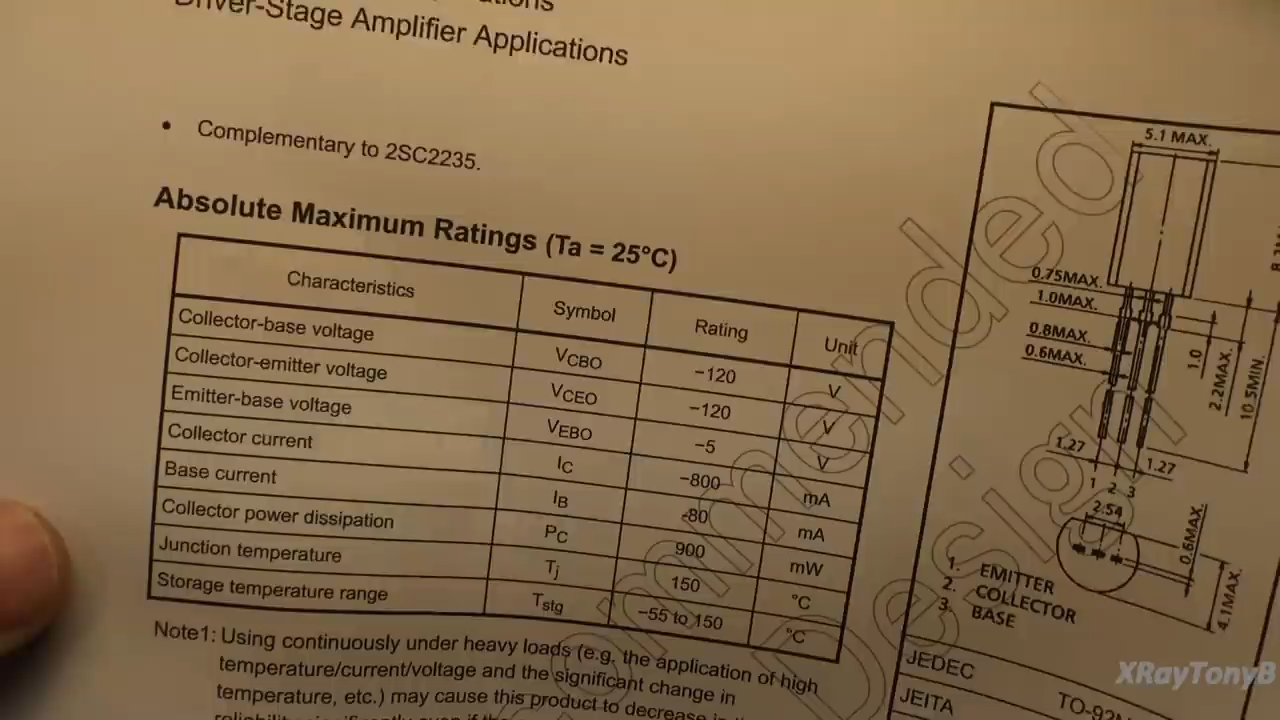 Driver-Stage Amplifier Applications
• Complementary to 2SC2235.
Absolute Maximum Ratings (Ta = 25°C)
Characteristics Symbol Rating Unit
Collector-base voltage VCBO −120 V
Collector-emitter voltage VCEO −120 V
Emitter-base voltage VEBO −5 V
Collector current IC −800 mA
Base current IB -80 mA
Collector power dissipation PC 900 mW
Junction temperature Tj 150 °C
Storage temperature range Tstg −55 to 150 °C
Note1: Using continuously under heavy loads (e.g. the application of high
temperature/current/voltage and the significant change in
temperature, etc.) may cause this product to decrease in
5.1 MAX.
0.75MAX.
1.0MAX.
0.8MAX.
0.6MAX.
1.0
2.2MAX.
10.5MIN.
1.27
1.27
1 2 3
2.54
0.6MAX.
4.1MAX.
1. EMITTER
2. COLLECTOR
3. BASE
JEDEC
TO-92
JEITA
Design
XRayTonyB